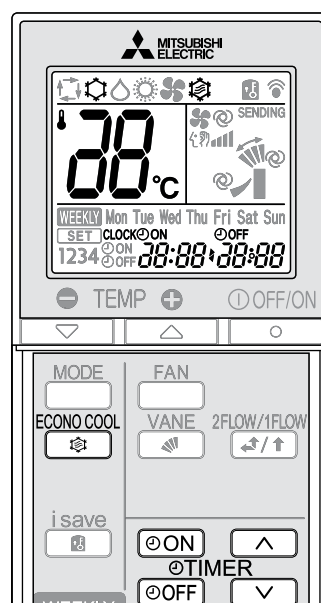 MITSUBISHI
ELECTRIC
SENDING
88°C
WEEKLY Mon Tue Wed Thu Fri Sat Sun
SET CLOCK ON OFF
1234 ON OFF 88:88 88:88
TEMP OFF/ON
MODE FAN
ECONO COOL VANE 2FLOW/1FLOW
i save
ON
TIMER
OFF
WEEKLY